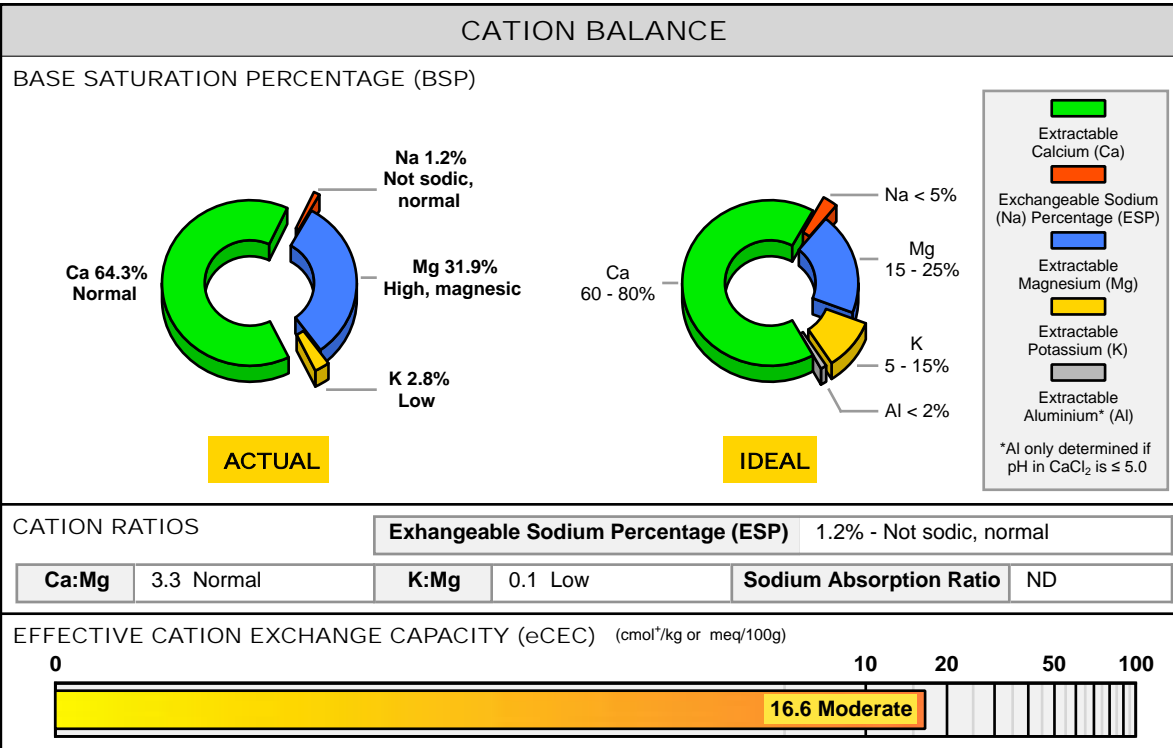 CATION BALANCE
BASE SATURATION PERCENTAGE (BSP)
Na 1.2%
Not sodic,
normal
Ca 64.3%
Normal
Mg 31.9%
High, magnesic
K 2.8%
Low
ACTUAL
Na < 5%
Ca
60 - 80%
Mg
15 - 25%
K
5 - 15%
Al < 2%
IDEAL
Extractable
Calcium (Ca)
Exchangeable Sodium
(Na) Percentage (ESP)
Extractable
Magnesium (Mg)
Extractable
Potassium (K)
Extractable
Aluminium* (Al)
*Al only determined if
pH in CaCl₂ is ≤ 5.0
CATION RATIOS
Exhangeable Sodium Percentage (ESP) 1.2% - Not sodic, normal
Ca:Mg 3.3 Normal K:Mg 0.1 Low Sodium Absorption Ratio ND
EFFECTIVE CATION EXCHANGE CAPACITY (eCEC) (cmol⁺/kg or meq/100g)
0 10 20 50 100
16.6 Moderate